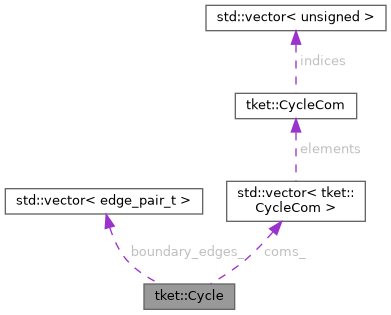 std::vector< unsigned >
indices
tket::CycleCom
elements
std::vector< tket::
CycleCom >
std::vector< edge_pair_t >
boundary_edges_
coms_
tket::Cycle